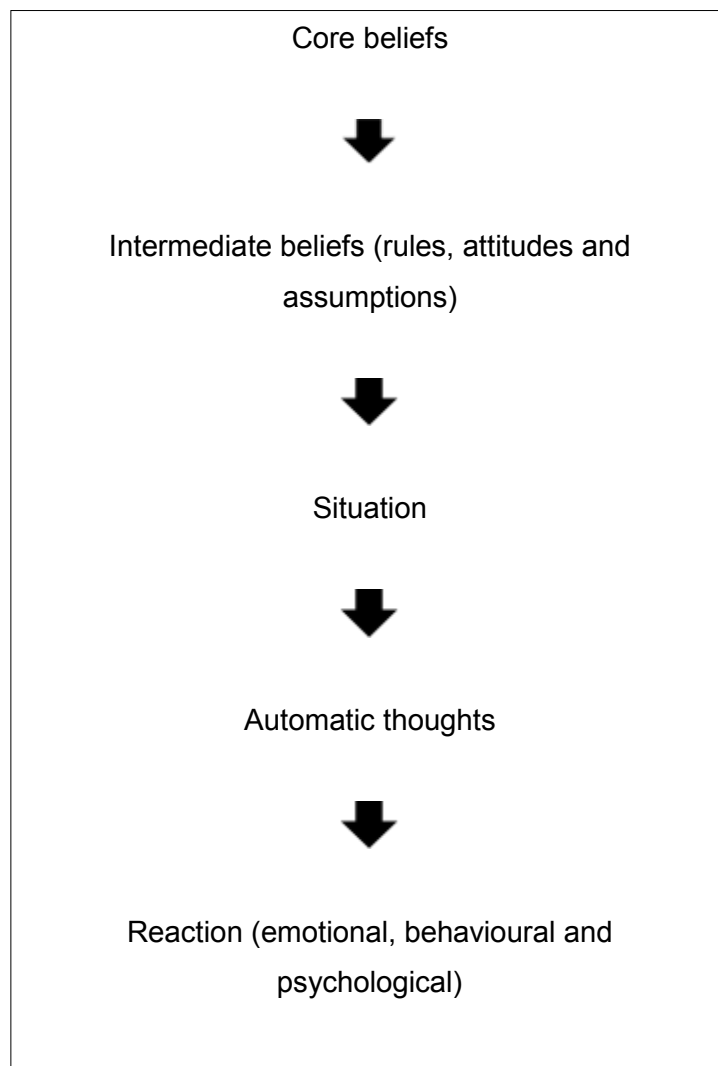 Core beliefs
Intermediate beliefs (rules, attitudes and
assumptions)
Situation
Automatic thoughts
Reaction (emotional, behavioural and
psychological)